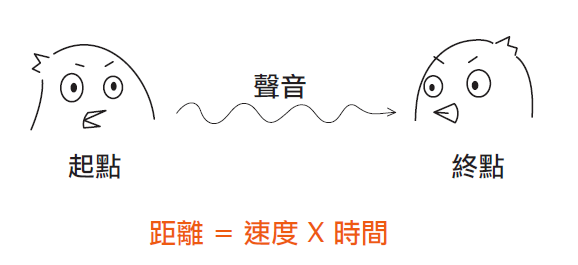 聲音
起點
終點
距離 = 速度 X 時間